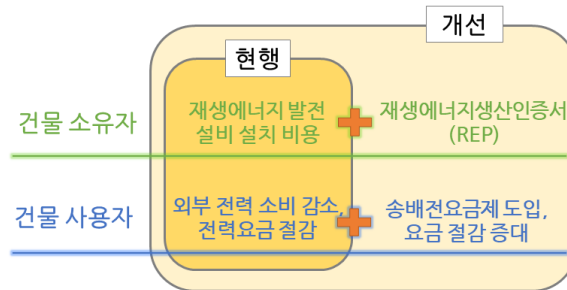 개선
현행
건물 소유자
재생에너지 발전
설비 설치 비용
재생에너지생산인증서
(REP)
건물 사용자
외부 전력 소비 감소,
전력요금 절감
송배전요금제 도입,
요금 절감 증대